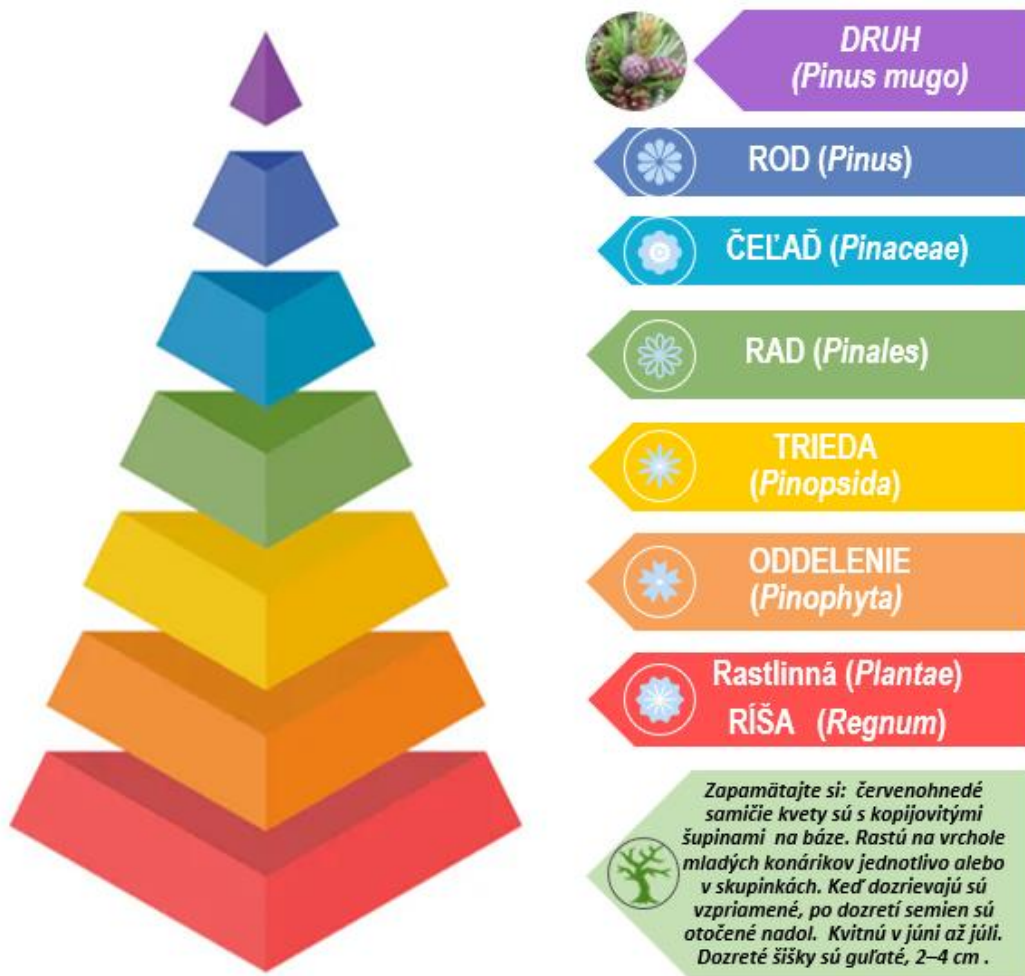 DRUH
(Pinus mugo)
ROD (Pinus)
ČEĽAĎ (Pinaceae)
RAD (Pinales)
TRIEDA
(Pinopsida)
ODDELENIE
(Pinophyta)
Rastlinná (Plantae)
RÍŠA (Regnum)
Zapamätajte si: červenohnedé
samičie kvety sú s kopijovitými
šupinami na báze. Rastú na vrchole
mladých konárikov jednotlivo alebo
v skupinkách. Keď dozrievajú sú
vzpriamené, po dozretí semien sú
otočené nadol. Kvitnú v júni až júli.
Dozreté šišky sú guľaté, 2–4 cm .